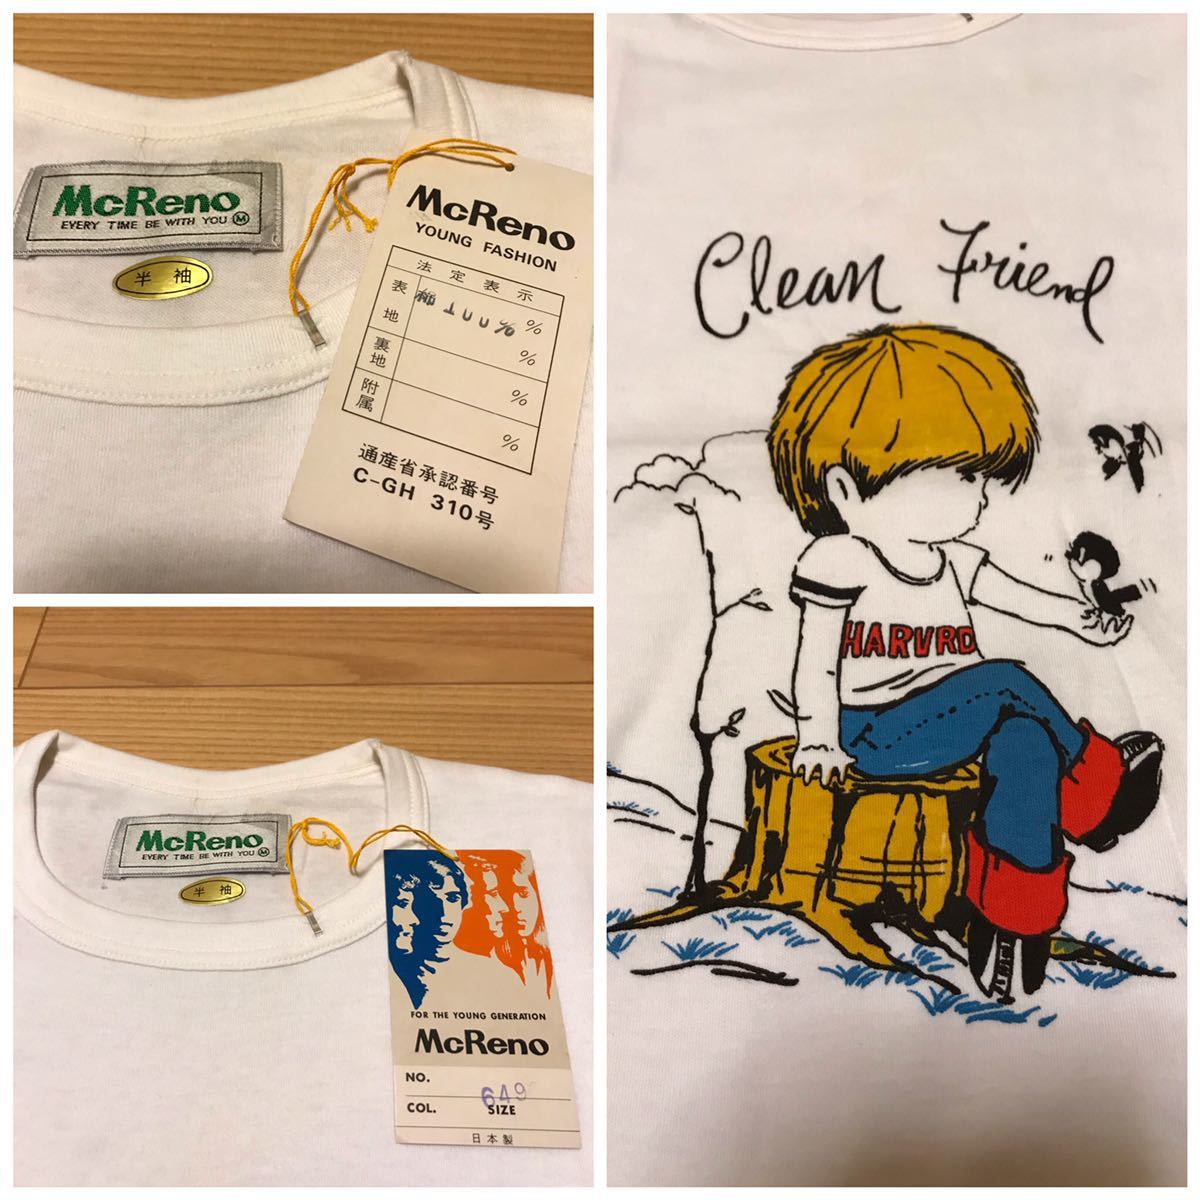 McReno
EVERY TIME BE WITH YOU M
半袖
McReno
YOUNG FASHION
法定表示
表地 綿100% %
裏地 %
%
附属 %
通産省承認番号
C-GH 310号
Clean Friend
HARVRD
McReno
EVERY TIME BE WITH YOU M
半袖
FOR THE YOUNG GENERATION
McReno
NO. 649
COL. SIZE
日本製